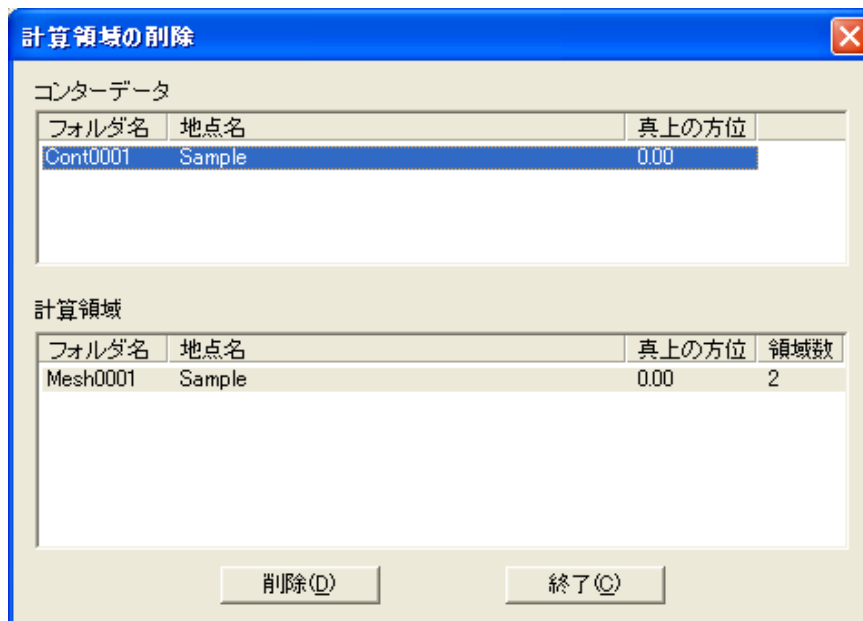 計算領域の削除
コンターデータ
フォルダ名 地点名 真上の方位
Cont0001 Sample 0.00
計算領域
フォルダ名 地点名 真上の方位 領域数
Mesh0001 Sample 0.00 2
削除(D) 終了(C)